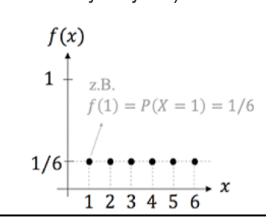 f(x)
1
z.B.
f(1) = P(X = 1) = 1/6
1/6
x
1 2 3 4 5 6